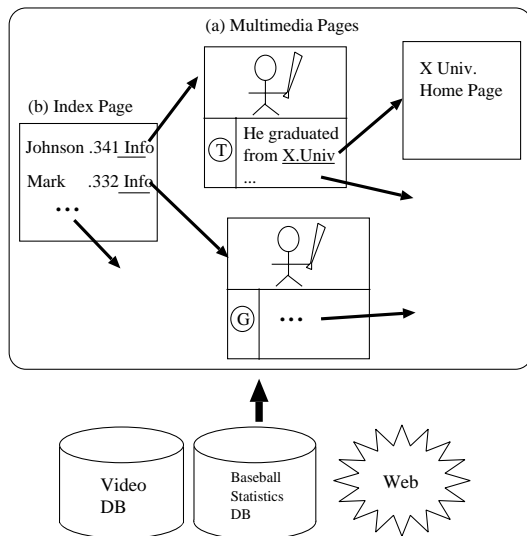 (a) Multimedia Pages
(b) Index Page
Johnson .341 Info
Mark .332 Info
...
T
He graduated
from X.Univ
...
X Univ.
Home Page
G
...
Video
DB
Baseball
Statistics
DB
Web